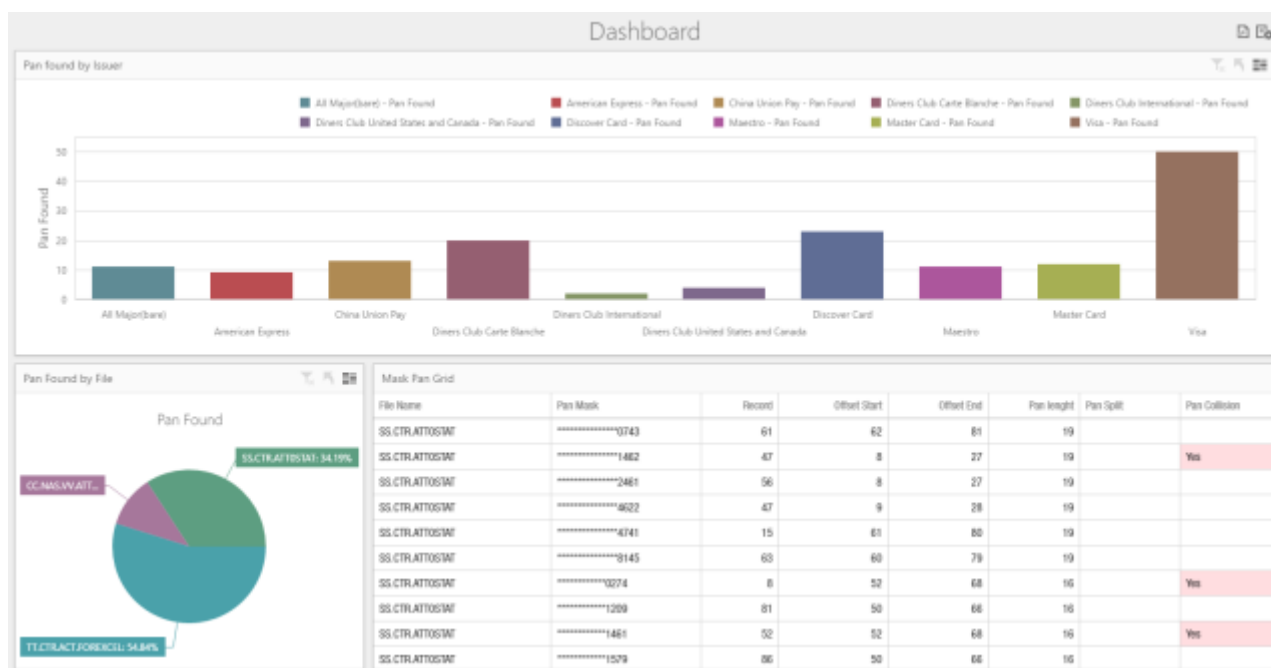 Dashboard
Pan found by Issuer
All Major(bare) - Pan Found American Express - Pan Found China Union Pay - Pan Found Diners Club Carte Blanche - Pan Found Diners Club International - Pan Found
Diners Club United States and Canada - Pan Found Discover Card - Pan Found Maestro - Pan Found Master Card - Pan Found Visa - Pan Found
Pan Found
50
40
30
20
10
0
All Major(bare) China Union Pay Diners Club International Discover Card Master Card
American Express Diners Club Carte Blanche Diners Club United States and Canada Maestro Visa
Pan Found by File
Pan Found
SS.CTR.ATTOSTAT: 34.19%
CC.NAS.VV.ATT...
TT.CTR.ACT.FOREXCEL: 54.84%
Mask Pan Grid
File Name Pan Mask Record Offset Start Offset End Pan lenght Pan Split Pan Collision
SS.CTR.ATTOSTAT ***************0743 61 62 81 19
SS.CTR.ATTOSTAT ***************1462 47 8 27 19 Yes
SS.CTR.ATTOSTAT ***************2461 56 8 27 19
SS.CTR.ATTOSTAT ***************4622 47 9 28 19
SS.CTR.ATTOSTAT ***************4741 15 61 80 19
SS.CTR.ATTOSTAT ***************8145 63 60 79 19
SS.CTR.ATTOSTAT ************0274 8 52 68 16 Yes
SS.CTR.ATTOSTAT ************1209 81 50 66 16
SS.CTR.ATTOSTAT ************1461 52 52 68 16 Yes
SS.CTR.ATTOSTAT ************1579 86 50 66 16